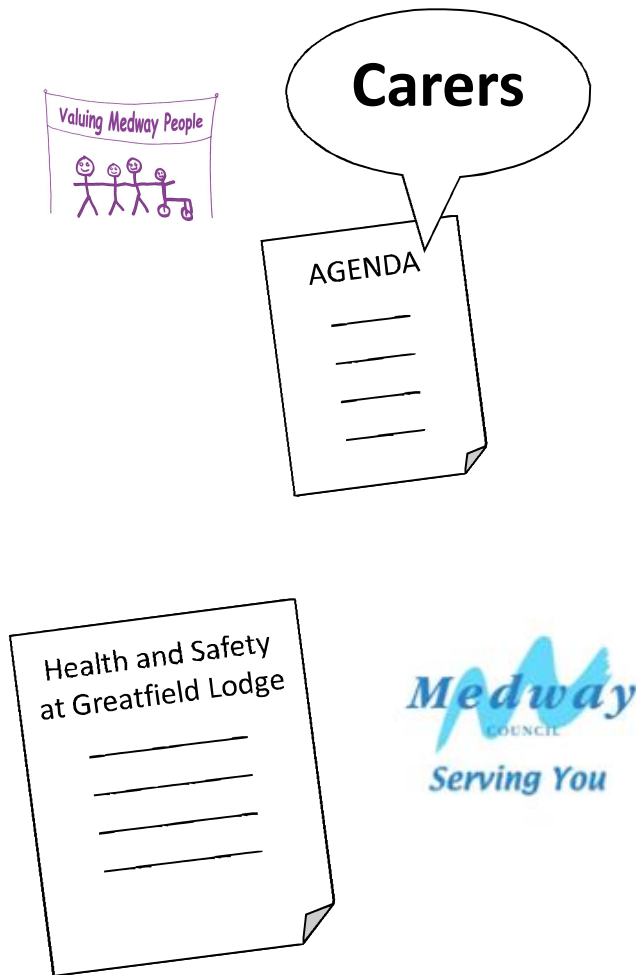 Carers
Valuing Medway People
AGENDA
Health and Safety
at Greatfield Lodge
Medway
COUNCIL
Serving You